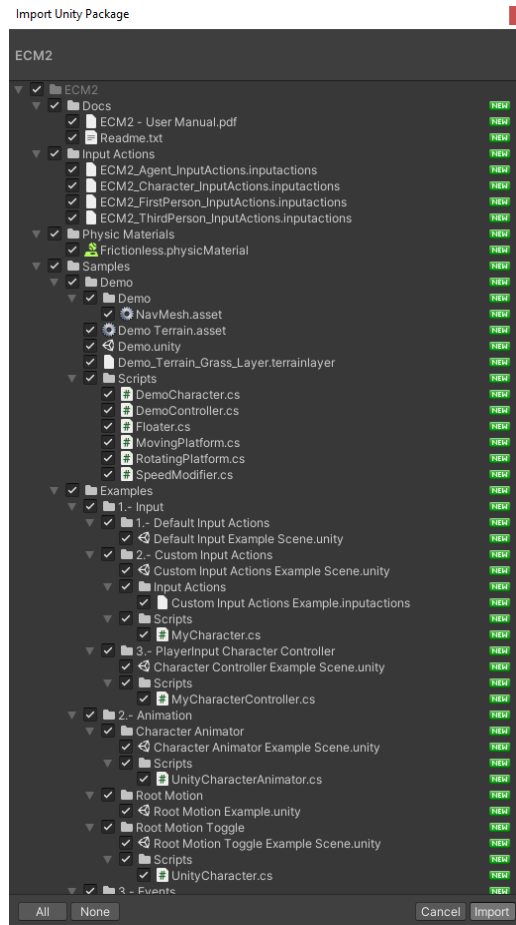 Import Unity Package
ECM2
ECM2
Docs NEW
ECM2 - User Manual.pdf NEW
Readme.txt NEW
Input Actions NEW
ECM2_Agent_InputActions.inputactions NEW
ECM2_Character_InputActions.inputactions NEW
ECM2_FirstPerson_InputActions.inputactions NEW
ECM2_ThirdPerson_InputActions.inputactions NEW
Physic Materials NEW
Frictionless.physicMaterial NEW
Samples NEW
Demo NEW
Demo NEW
NavMesh.asset NEW
Demo Terrain.asset NEW
Demo.unity NEW
Demo_Terrain_Grass_Layer.terrainlayer NEW
Scripts NEW
# DemoCharacter.cs NEW
# DemoController.cs NEW
# Floater.cs NEW
# MovingPlatform.cs NEW
# RotatingPlatform.cs NEW
# SpeedModifier.cs NEW
Examples NEW
1.- Input NEW
1.- Default Input Actions NEW
Default Input Example Scene.unity NEW
2.- Custom Input Actions NEW
Custom Input Actions Example Scene.unity NEW
Input Actions NEW
Custom Input Actions Example.inputactions NEW
Scripts NEW
# MyCharacter.cs NEW
3.- PlayerInput Character Controller NEW
Character Controller Example Scene.unity NEW
Scripts NEW
# MyCharacterController.cs NEW
2.- Animation NEW
Character Animator NEW
Character Animator Example Scene.unity NEW
Scripts NEW
# UnityCharacterAnimator.cs NEW
Root Motion NEW
Root Motion Example.unity NEW
Root Motion Toggle NEW
Root Motion Toggle Example Scene.unity NEW
Scripts NEW
# UnityCharacter.cs NEW
3.- Events NEW
All None Cancel Import